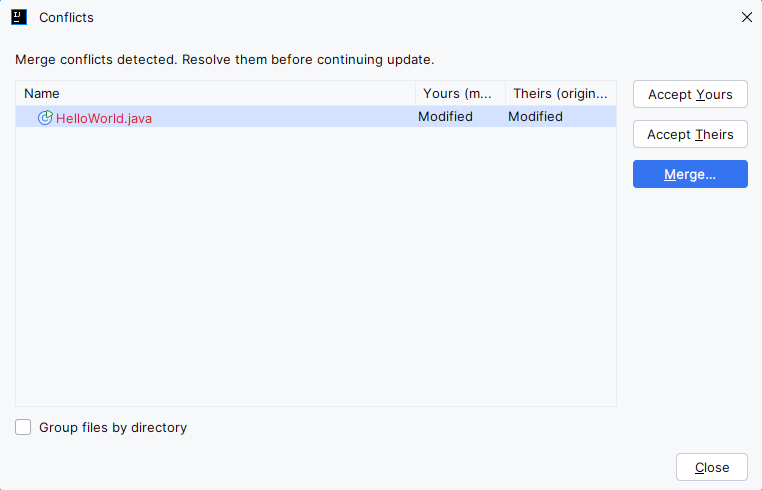 Conflicts
Merge conflicts detected. Resolve them before continuing update.
Name Yours (m... Theirs (origin...
HelloWorld.java Modified Modified
Accept Yours
Accept Theirs
Merge...
Group files by directory
Close